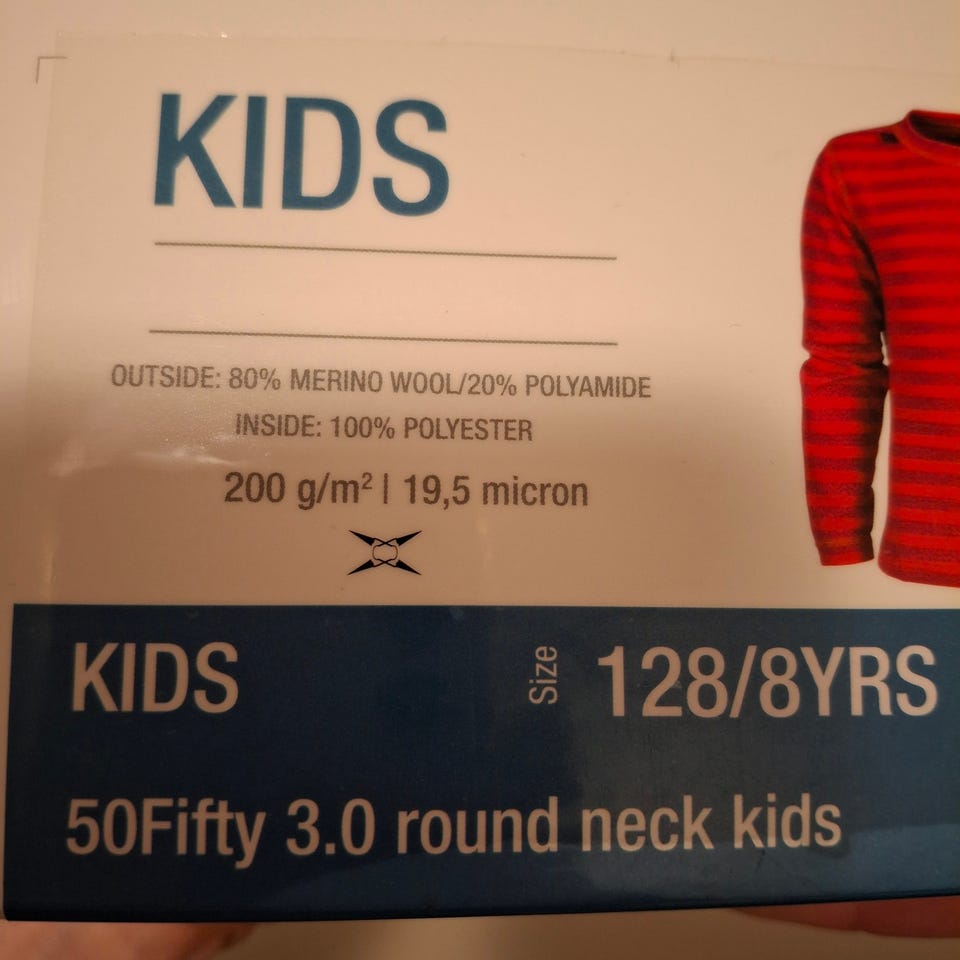 KIDS
OUTSIDE: 80% MERINO WOOL/20% POLYAMIDE
INSIDE: 100% POLYESTER
200 g/m² | 19,5 micron
KIDS Size 128/8YRS
50Fifty 3.0 round neck kids